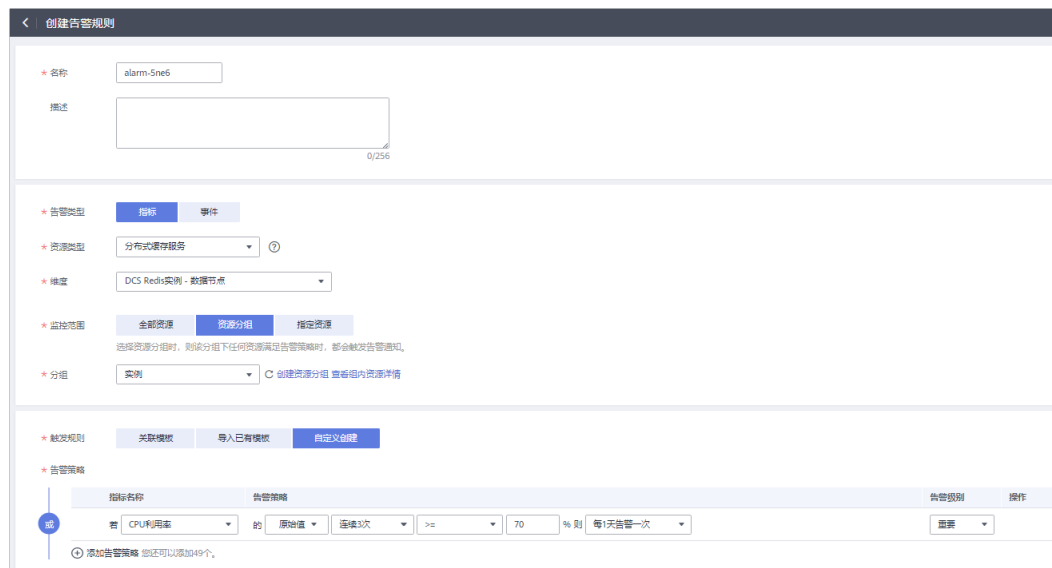 创建告警规则
* 名称 alarm-5ne6
描述
0/256
* 告警类型 指标 事件
* 资源类型 分布式缓存服务 ?
* 维度 DCS Redis实例 - 数据节点
* 监控范围 全部资源 资源分组 指定资源
选择资源分组时，则该分组下任何资源满足告警策略时，都会触发告警通知。
* 分组 实例 创建资源分组 查看组内资源详情
* 触发规则 关联模板 导入已有模板 自定义创建
* 告警策略
指标名称 告警策略 告警级别 操作
或 若 CPU利用率 的 原始值 连续3次 >= 70 % 则 每1天告警一次 重要
添加告警策略 您还可以添加49个。